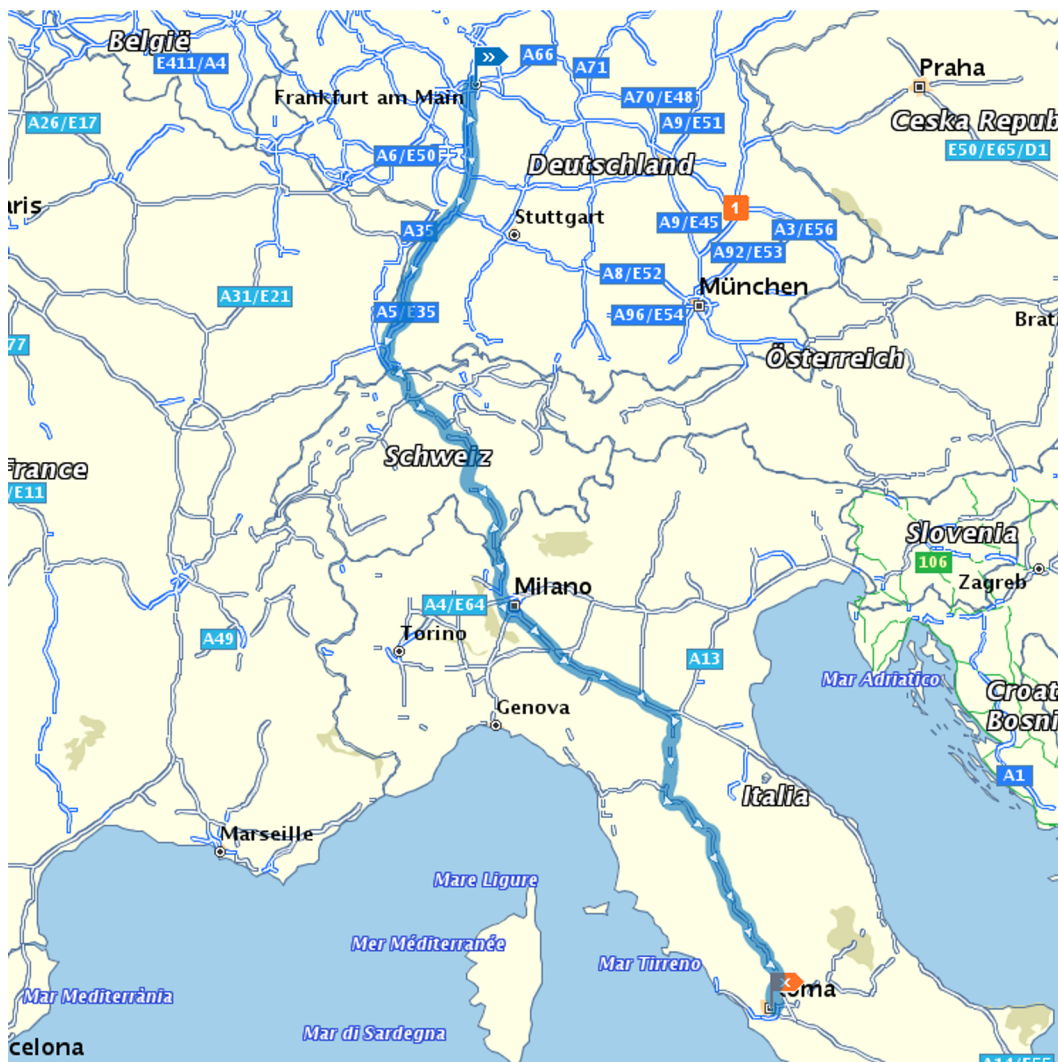 België
E411/A4
A66
A71
Praha
Frankfurt am Main
A70/E48
A26/E17
A9/E51
Ceska Repub
A6/E50
E50/E65/D1
Deutschland
aris
1
Stuttgart
A9/E45
A3/E56
A35
A92/E53
A8/E52
München
A31/E21
A5/E35
A96/E54
Brat
77
Österreich
Schweiz
France
/E11
Slovenia
106
Zagreb
Milano
A4/E64
Torino
A49
A13
Mar Adriatico
Croat
Bosni
Genova
A1
Italia
Marseille
Mare Ligure
Mer Méditerranée
Mar Tirreno
x
Roma
Mar Mediterrània
Mar di Sardegna
celona
A14/E55